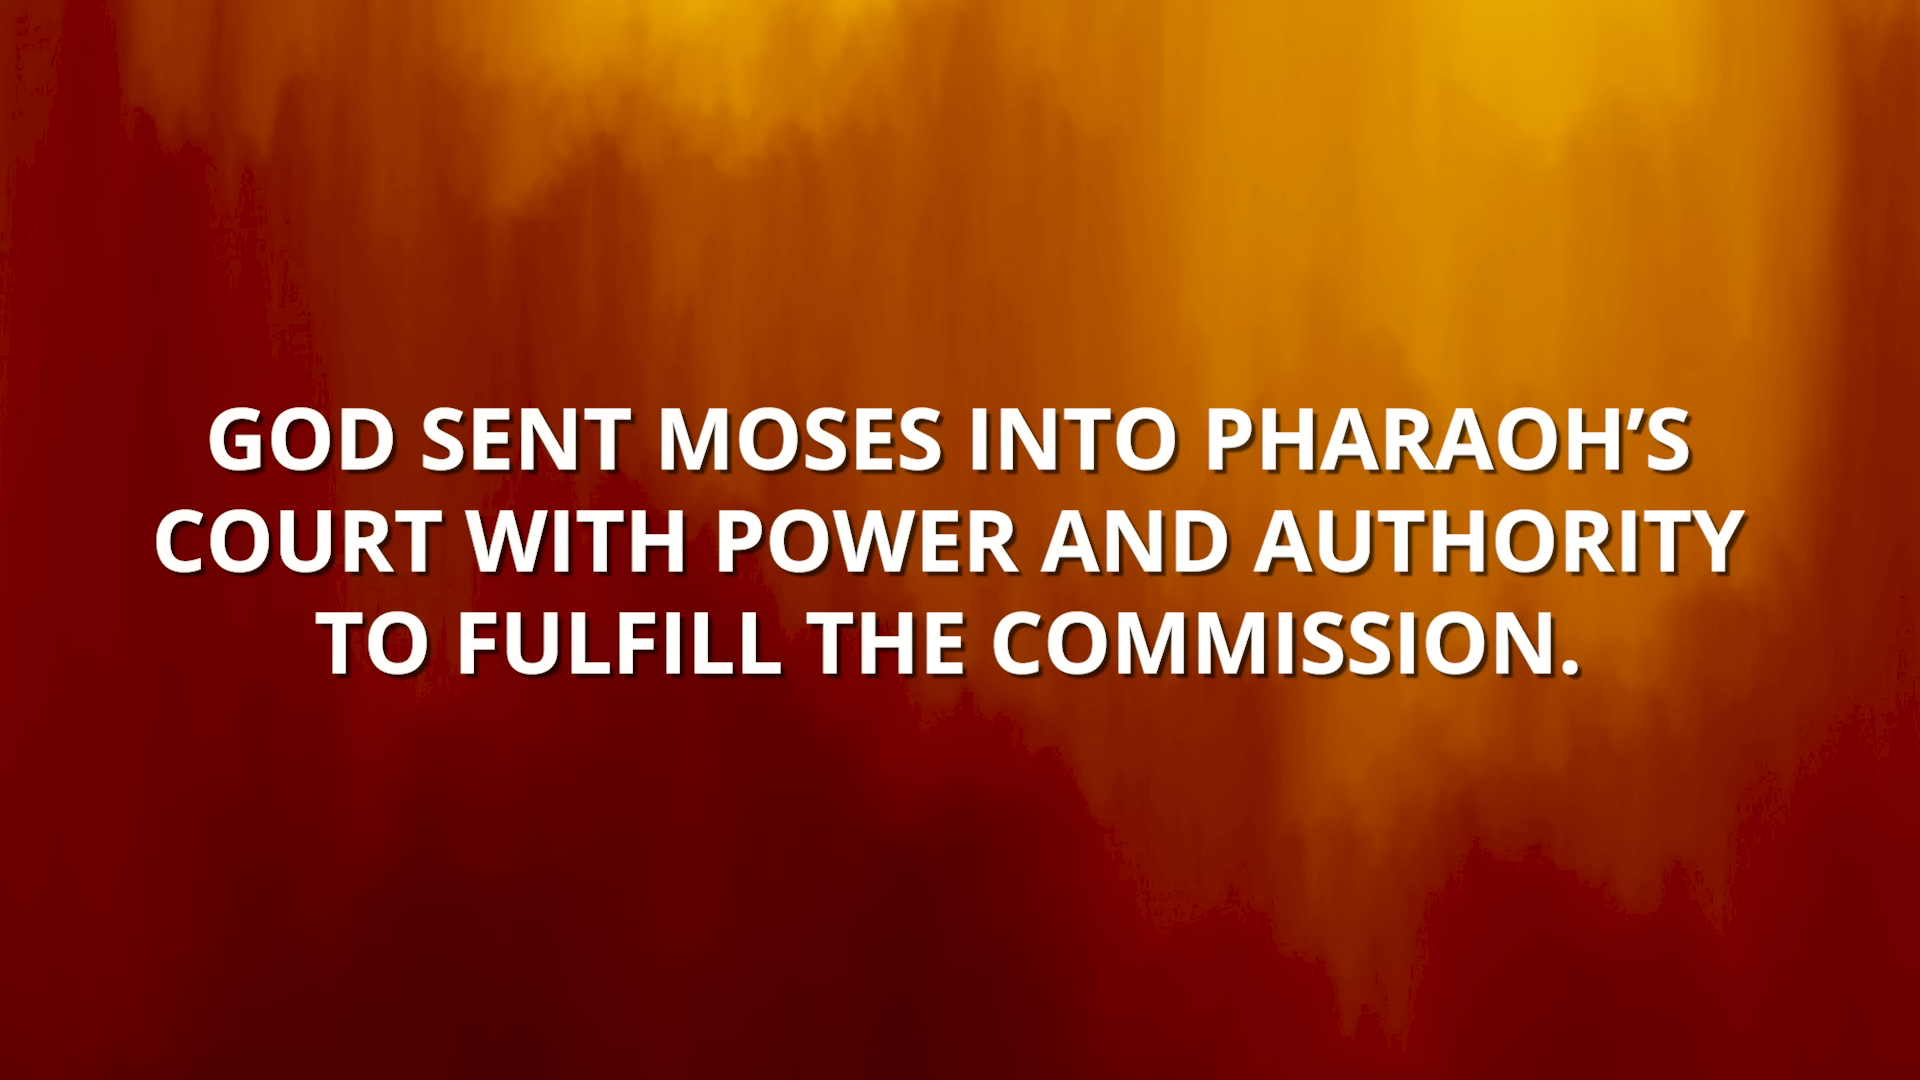 GOD SENT MOSES INTO PHARAOH’S
COURT WITH POWER AND AUTHORITY
TO FULFILL THE COMMISSION.